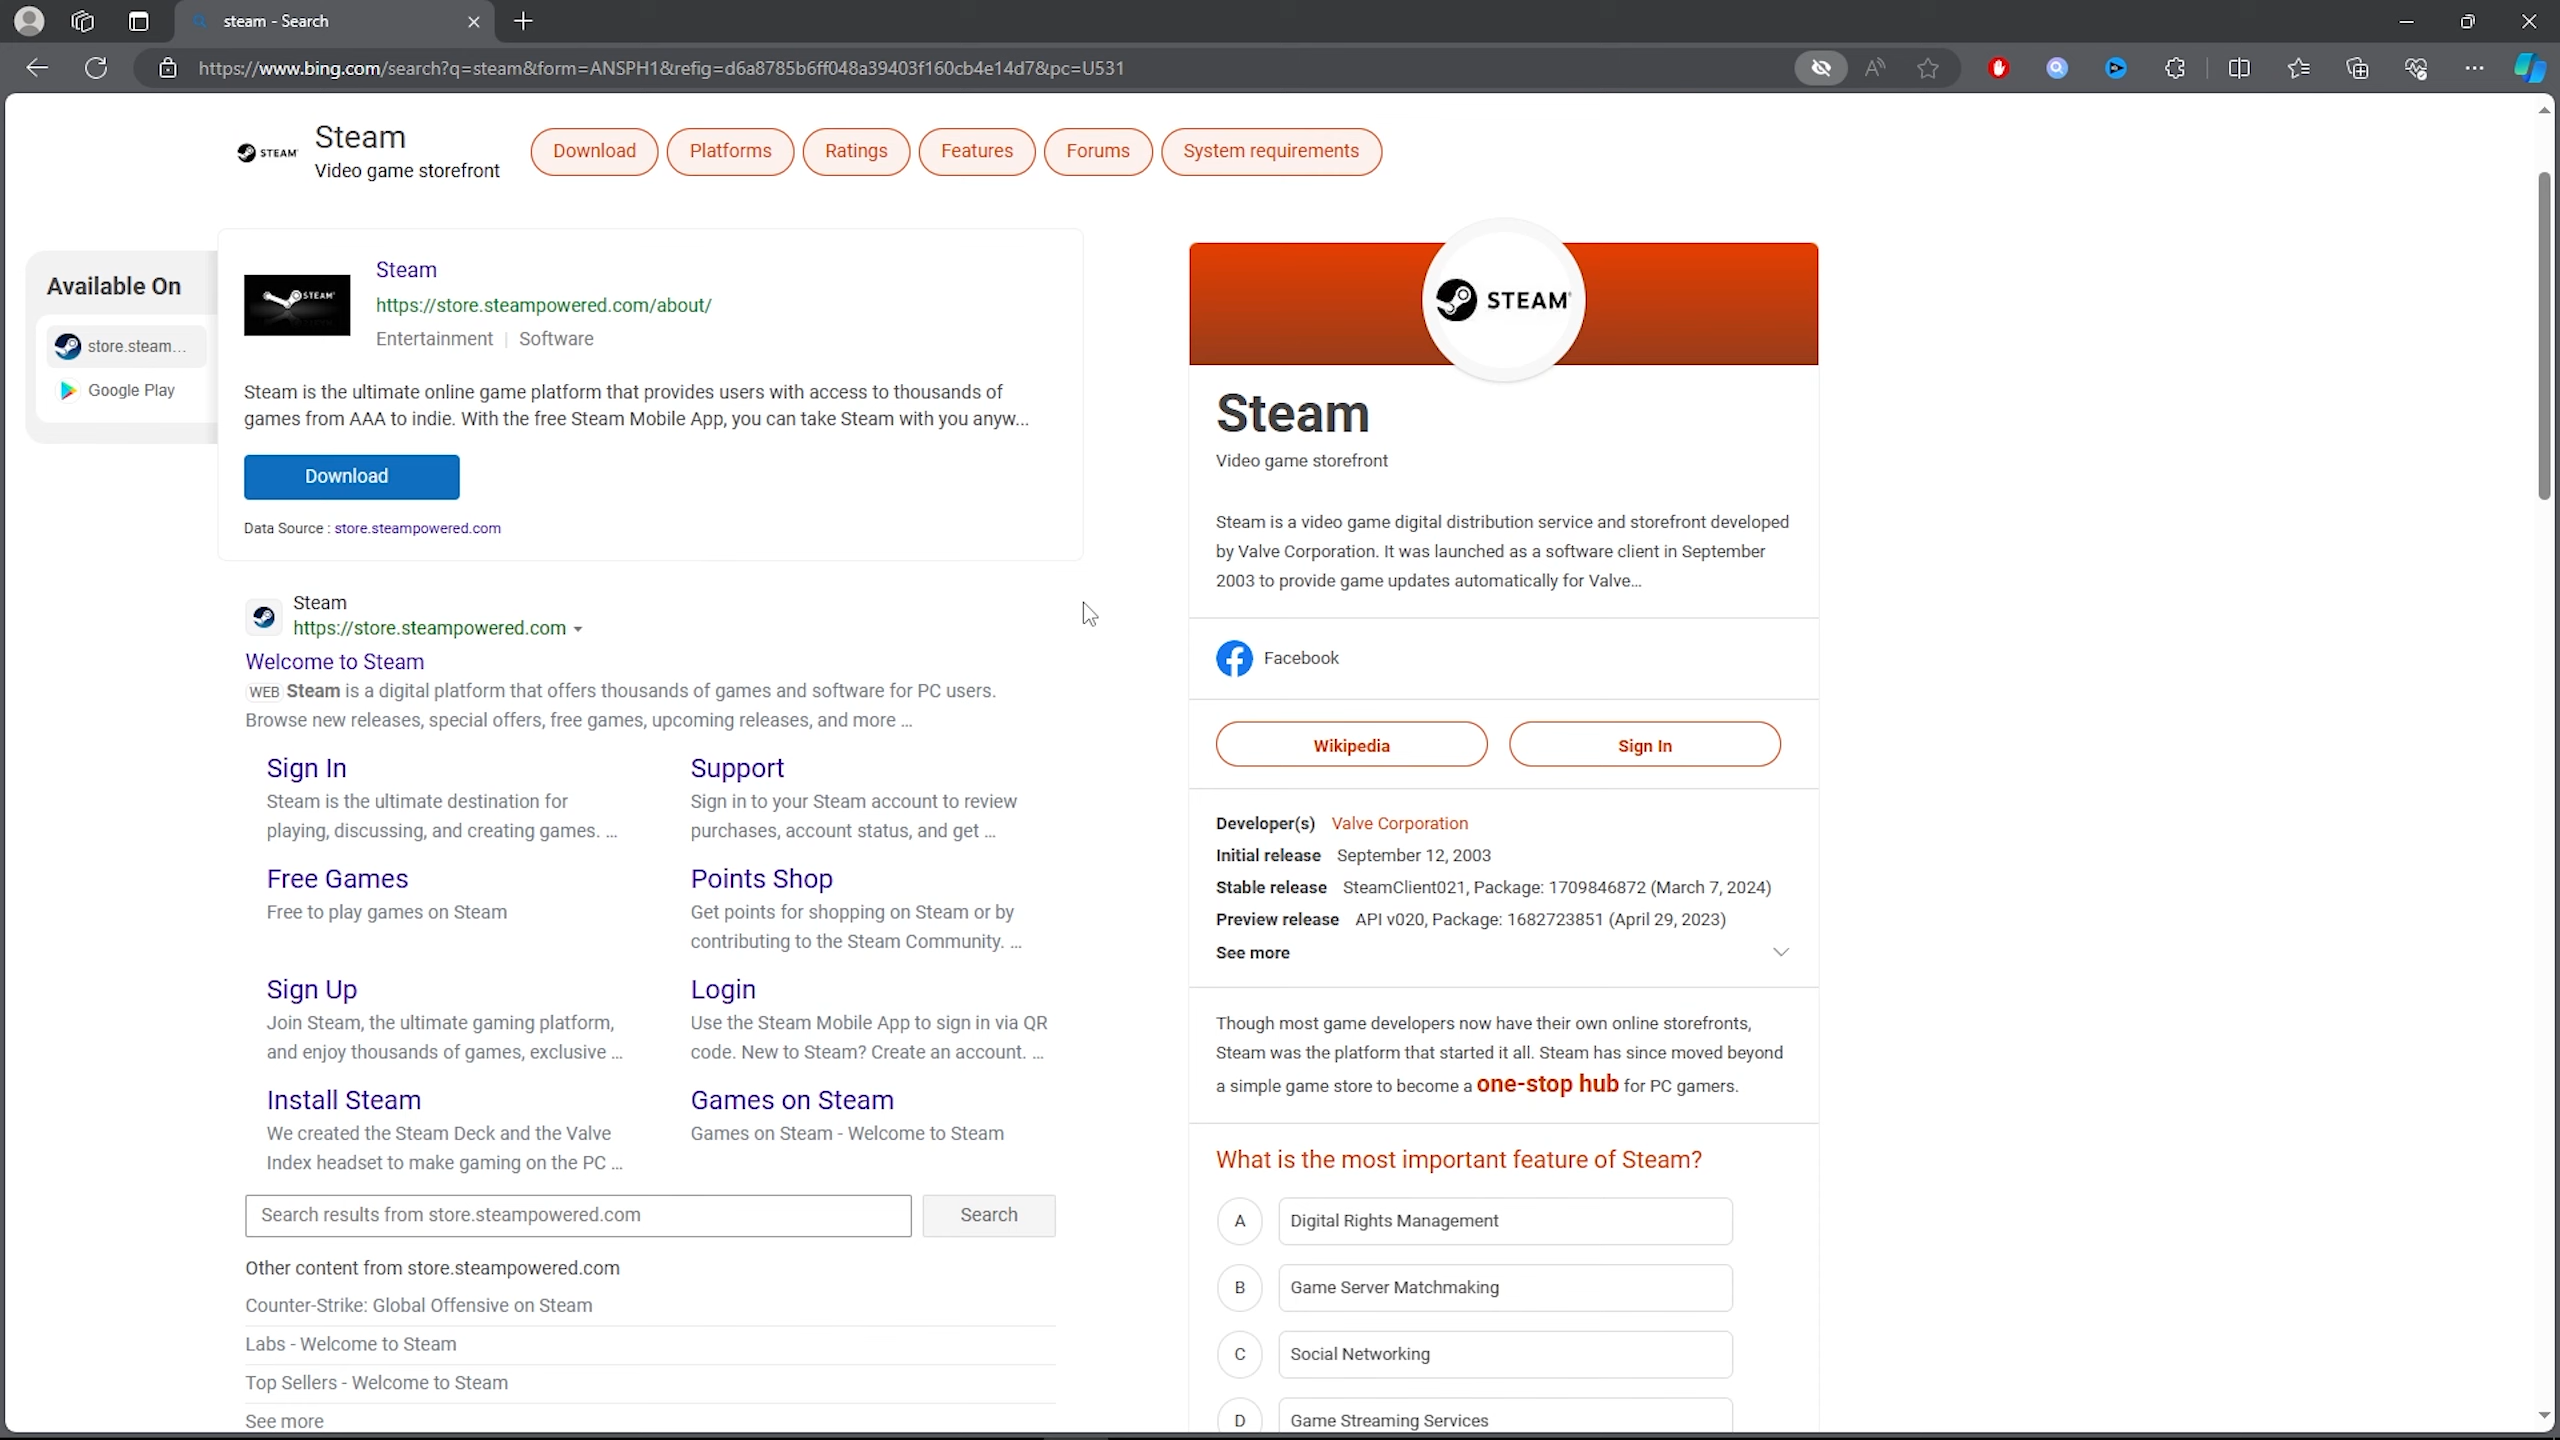 steam - Search
https://www.bing.com/search?q=steam&form=ANSPH1&refig=d6a8785b6ff048a39403f160cb4e14d7&pc=U531
STEAM
Steam
Video game storefront
Download
Platforms
Ratings
Features
Forums
System requirements
Available On
store.steam...
Google Play
STEAM
Steam
https://store.steampowered.com/about/
Entertainment | Software
Steam is the ultimate online game platform that provides users with access to thousands of
games from AAA to indie. With the free Steam Mobile App, you can take Steam with you anyw...
Download
Data Source : store.steampowered.com
Steam
https://store.steampowered.com
Welcome to Steam
WEB Steam is a digital platform that offers thousands of games and software for PC users.
Browse new releases, special offers, free games, upcoming releases, and more ...
Sign In
Steam is the ultimate destination for
playing, discussing, and creating games. ...
Support
Sign in to your Steam account to review
purchases, account status, and get ...
Free Games
Free to play games on Steam
Points Shop
Get points for shopping on Steam or by
contributing to the Steam Community. ...
Sign Up
Join Steam, the ultimate gaming platform,
and enjoy thousands of games, exclusive ...
Login
Use the Steam Mobile App to sign in via QR
code. New to Steam? Create an account. ...
Install Steam
We created the Steam Deck and the Valve
Index headset to make gaming on the PC ...
Games on Steam
Games on Steam - Welcome to Steam
Search results from store.steampowered.com
Search
Other content from store.steampowered.com
Counter-Strike: Global Offensive on Steam
Labs - Welcome to Steam
Top Sellers - Welcome to Steam
See more
STEAM
Steam
Video game storefront
Steam is a video game digital distribution service and storefront developed
by Valve Corporation. It was launched as a software client in September
2003 to provide game updates automatically for Valve...
Facebook
Wikipedia
Sign In
Developer(s) Valve Corporation
Initial release September 12, 2003
Stable release SteamClient021, Package: 1709846872 (March 7, 2024)
Preview release API v020, Package: 1682723851 (April 29, 2023)
See more
Though most game developers now have their own online storefronts,
Steam was the platform that started it all. Steam has since moved beyond
a simple game store to become a one-stop hub for PC gamers.
What is the most important feature of Steam?
A Digital Rights Management
B Game Server Matchmaking
C Social Networking
D Game Streaming Services